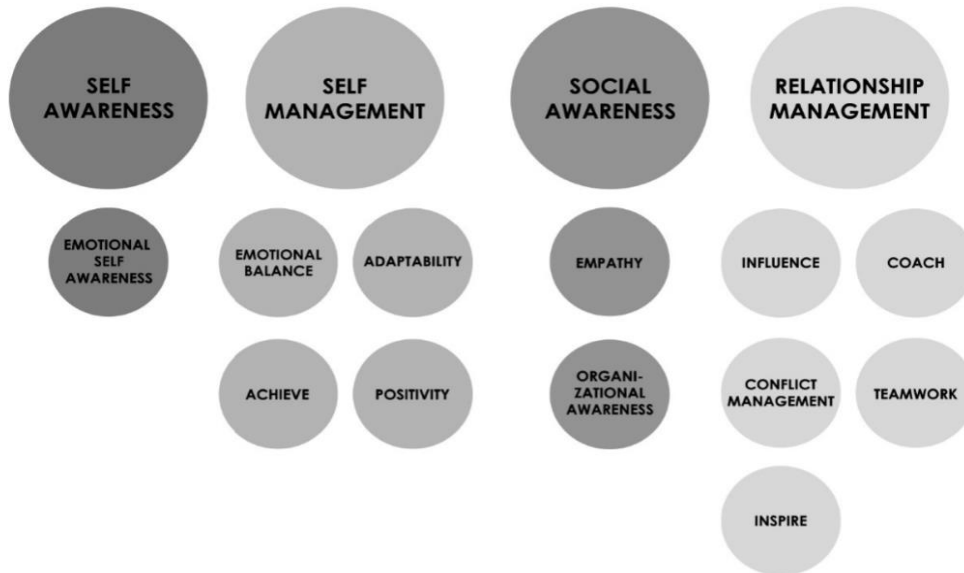 SELF
AWARENESS
SELF
MANAGEMENT
SOCIAL
AWARENESS
RELATIONSHIP
MANAGEMENT
EMOTIONAL
SELF
AWARENESS
EMOTIONAL
BALANCE
ADAPTABILITY
EMPATHY
INFLUENCE
COACH
ACHIEVE
POSITIVITY
ORGANI-
ZATIONAL
AWARENESS
CONFLICT
MANAGEMENT
TEAMWORK
INSPIRE